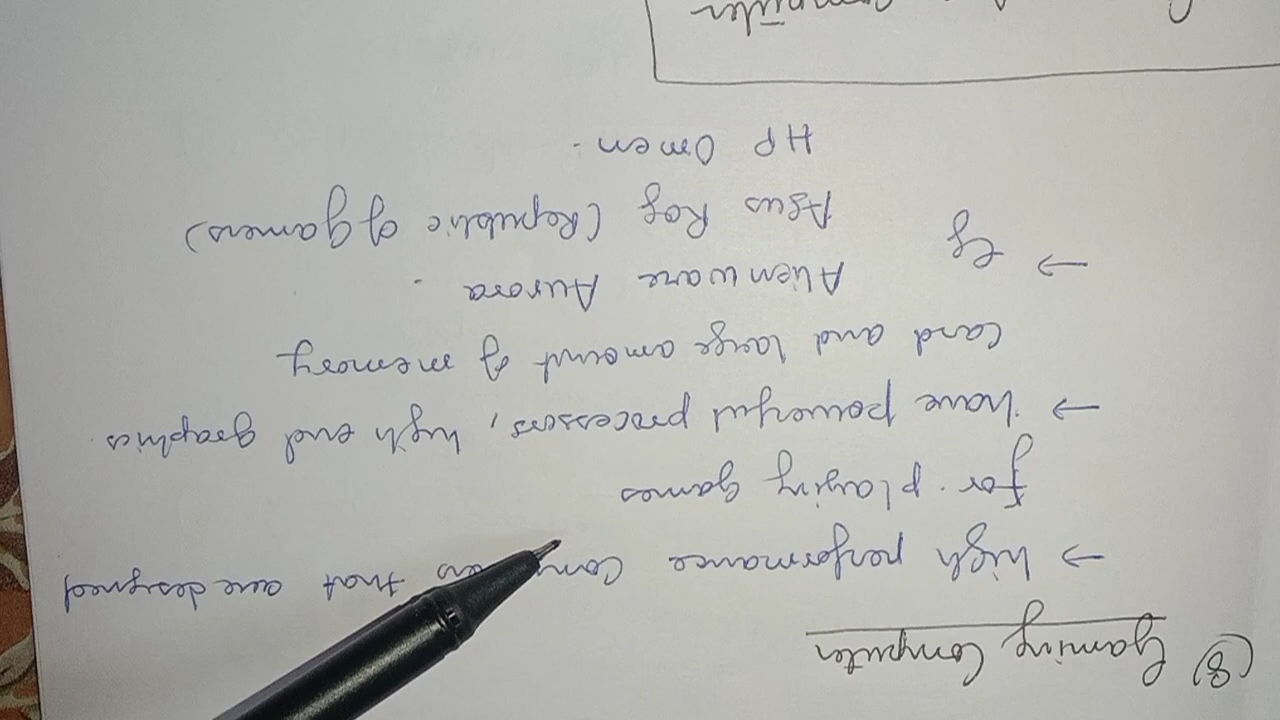 (8) Gaming Computer
→ high performance that are designed
for playing games
→ have powerful processors, high end graphics
Card and large amount of memory
Alienware Aurora.
→ Eg
Asus Rog (Republic of gamers)
HP Omen.
Computer